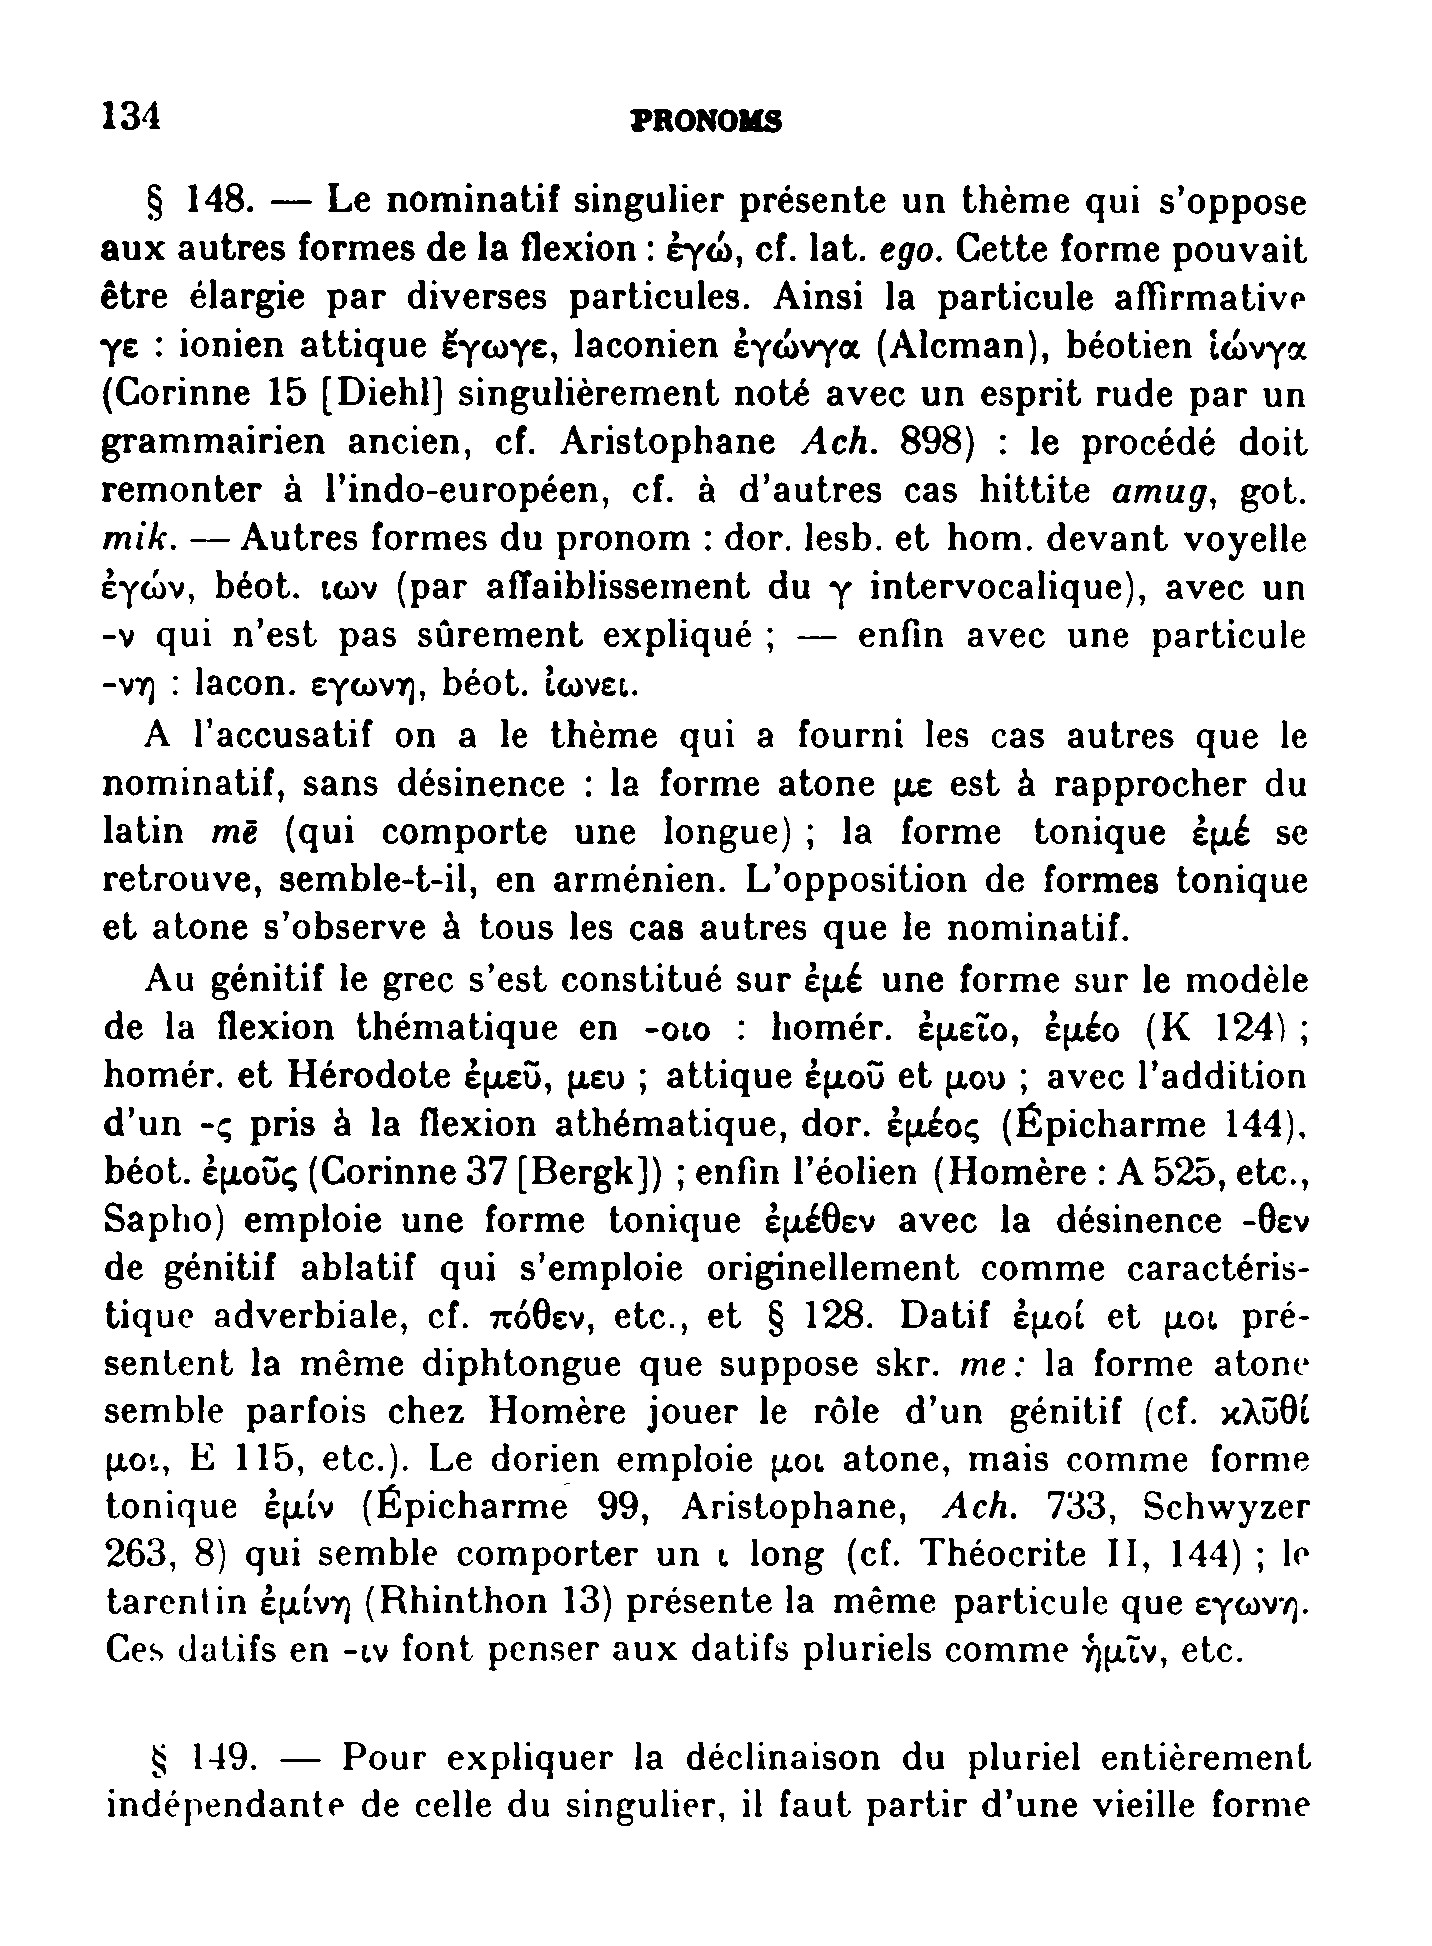 134 PRONOMS
§ 148. — Le nominatif singulier présente un thème qui s'oppose
aux autres formes de la flexion : ἐγώ, cf. lat. ego. Cette forme pouvait
être élargie par diverses particules. Ainsi la particule affirmative
γε : ionien attique ἔγωγε, laconien ἐγώνγα (Alcman), béotien ἱώνγα
(Corinne 15 [Diehl] singulièrement noté avec un esprit rude par un
grammairien ancien, cf. Aristophane Ach. 898) : le procédé doit
remonter à l'indo-européen, cf. à d'autres cas hittite amug, got.
mik. — Autres formes du pronom : dor. lesb. et hom. devant voyelle
ἐγών, béot. ιων (par affaiblissement du γ intervocalique), avec un
-ν qui n'est pas sûrement expliqué ; — enfin avec une particule
-νη : lacon. εγωνη, béot. ἰωνει.
A l'accusatif on a le thème qui a fourni les cas autres que le
nominatif, sans désinence : la forme atone με est à rapprocher du
latin mē (qui comporte une longue) ; la forme tonique ἐμέ se
retrouve, semble-t-il, en arménien. L'opposition de formes tonique
et atone s'observe à tous les cas autres que le nominatif.
Au génitif le grec s'est constitué sur ἐμέ une forme sur le modèle
de la flexion thématique en -οιο : homér. ἐμεῖο, ἐμέο (K 124) ;
homér. et Hérodote ἐμεῦ, μευ ; attique ἐμοῦ et μου ; avec l'addition
d'un -ς pris à la flexion athématique, dor. ἐμέος (Épicharme 144),
béot. ἐμοῦς (Corinne 37 [Bergk]) ; enfin l'éolien (Homère : A 525, etc.,
Sapho) emploie une forme tonique ἐμέθεν avec la désinence -θεν
de génitif ablatif qui s'emploie originellement comme caractéris-
tique adverbiale, cf. πόθεν, etc., et § 128. Datif ἐμοί et μοι pré-
sentent la même diphtongue que suppose skr. me : la forme atone
semble parfois chez Homère jouer le rôle d'un génitif (cf. κλῦθί
μοι, E 115, etc.). Le dorien emploie μοι atone, mais comme forme
tonique ἐμίν (Épicharme 99, Aristophane, Ach. 733, Schwyzer
263, 8) qui semble comporter un ι long (cf. Théocrite II, 144) ; le
tarentin ἐμίνη (Rhinthon 13) présente la même particule que εγωνη.
Ces datifs en -ιν font penser aux datifs pluriels comme ἡμῖν, etc.
§ 149. — Pour expliquer la déclinaison du pluriel entièrement
indépendante de celle du singulier, il faut partir d'une vieille forme